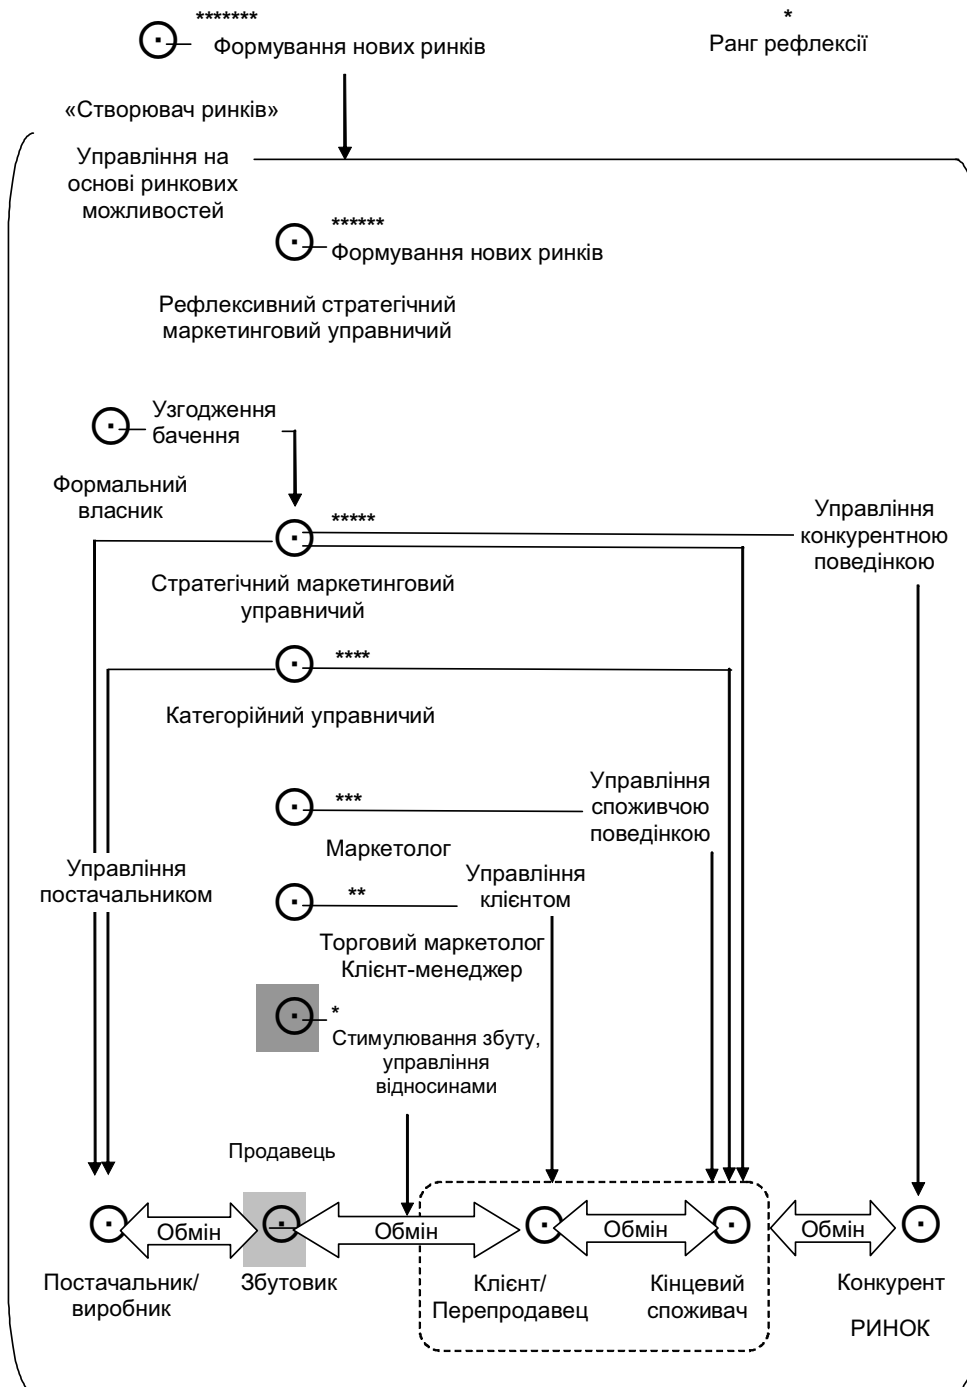 *******
Формування нових ринків
*
Ранг рефлексії
«Створювач ринків»
Управління на
основі ринкових
можливостей
******
Формування нових ринків
Рефлексивний стратегічний
маркетинговий управничий
Узгодження
бачення
Формальний
власник
*****
Управління
конкурентною
поведінкою
Стратегічний маркетинговий
управничий
****
Категорійний управничий
***
Управління
споживчою
поведінкою
Маркетолог
Управління
постачальником
**
Управління
клієнтом
Торговий маркетолог
Клієнт-менеджер
*
Стимулювання збуту,
управління
відносинами
Продавець
Обмін
Обмін
Обмін
Обмін
Постачальник/
виробник
Збутовик
Клієнт/
Перепродавец
Кінцевий
споживач
Конкурент
РИНОК